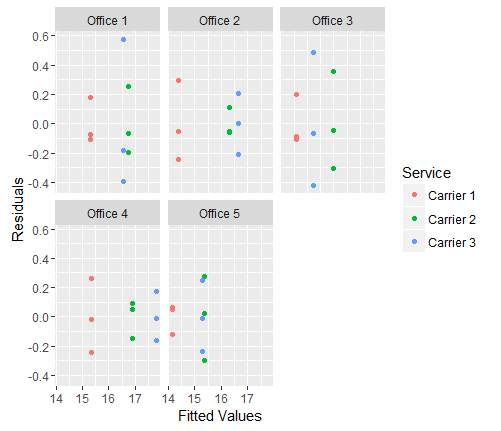 Office 1 Office 2 Office 3
0.6
0.4
0.2
0.0
-0.2
-0.4
Office 4 Office 5
0.6
0.4
0.2
0.0
-0.2
-0.4
14 15 16 17 14 15 16 17
Residuals
Fitted Values
Service
Carrier 1
Carrier 2
Carrier 3